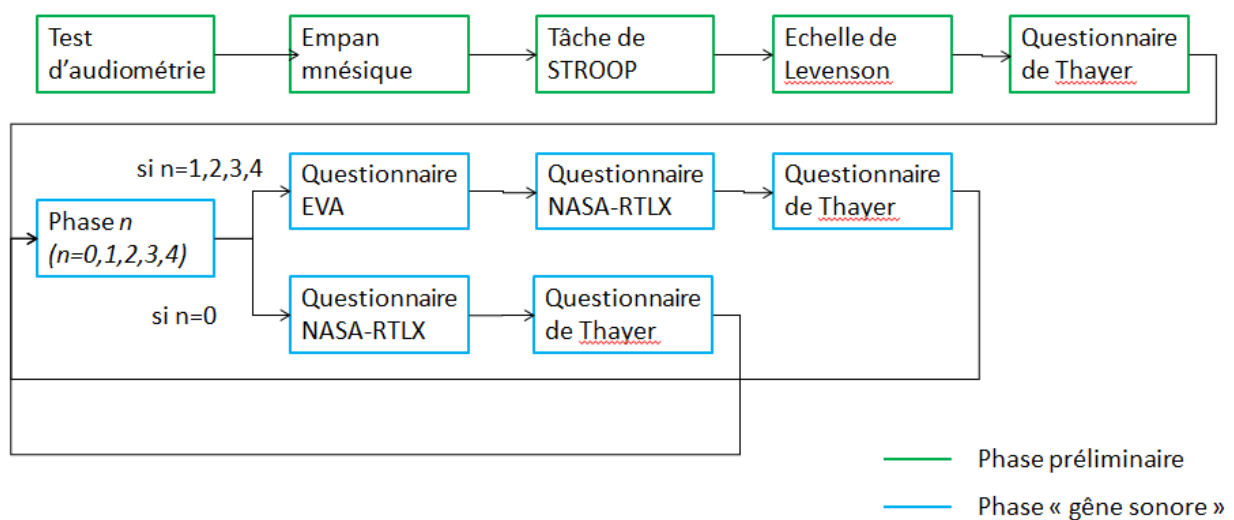 Test
d'audiométrie
Empan
mnésique
Tâche de
STROOP
Echelle de
Levenson
Questionnaire
de Thayer
si n=1,2,3,4
Phase n
(n=0,1,2,3,4)
Questionnaire
EVA
Questionnaire
NASA-RTLX
Questionnaire
de Thayer
si n=0
Questionnaire
NASA-RTLX
Questionnaire
de Thayer
Phase préliminaire
Phase « gêne sonore »